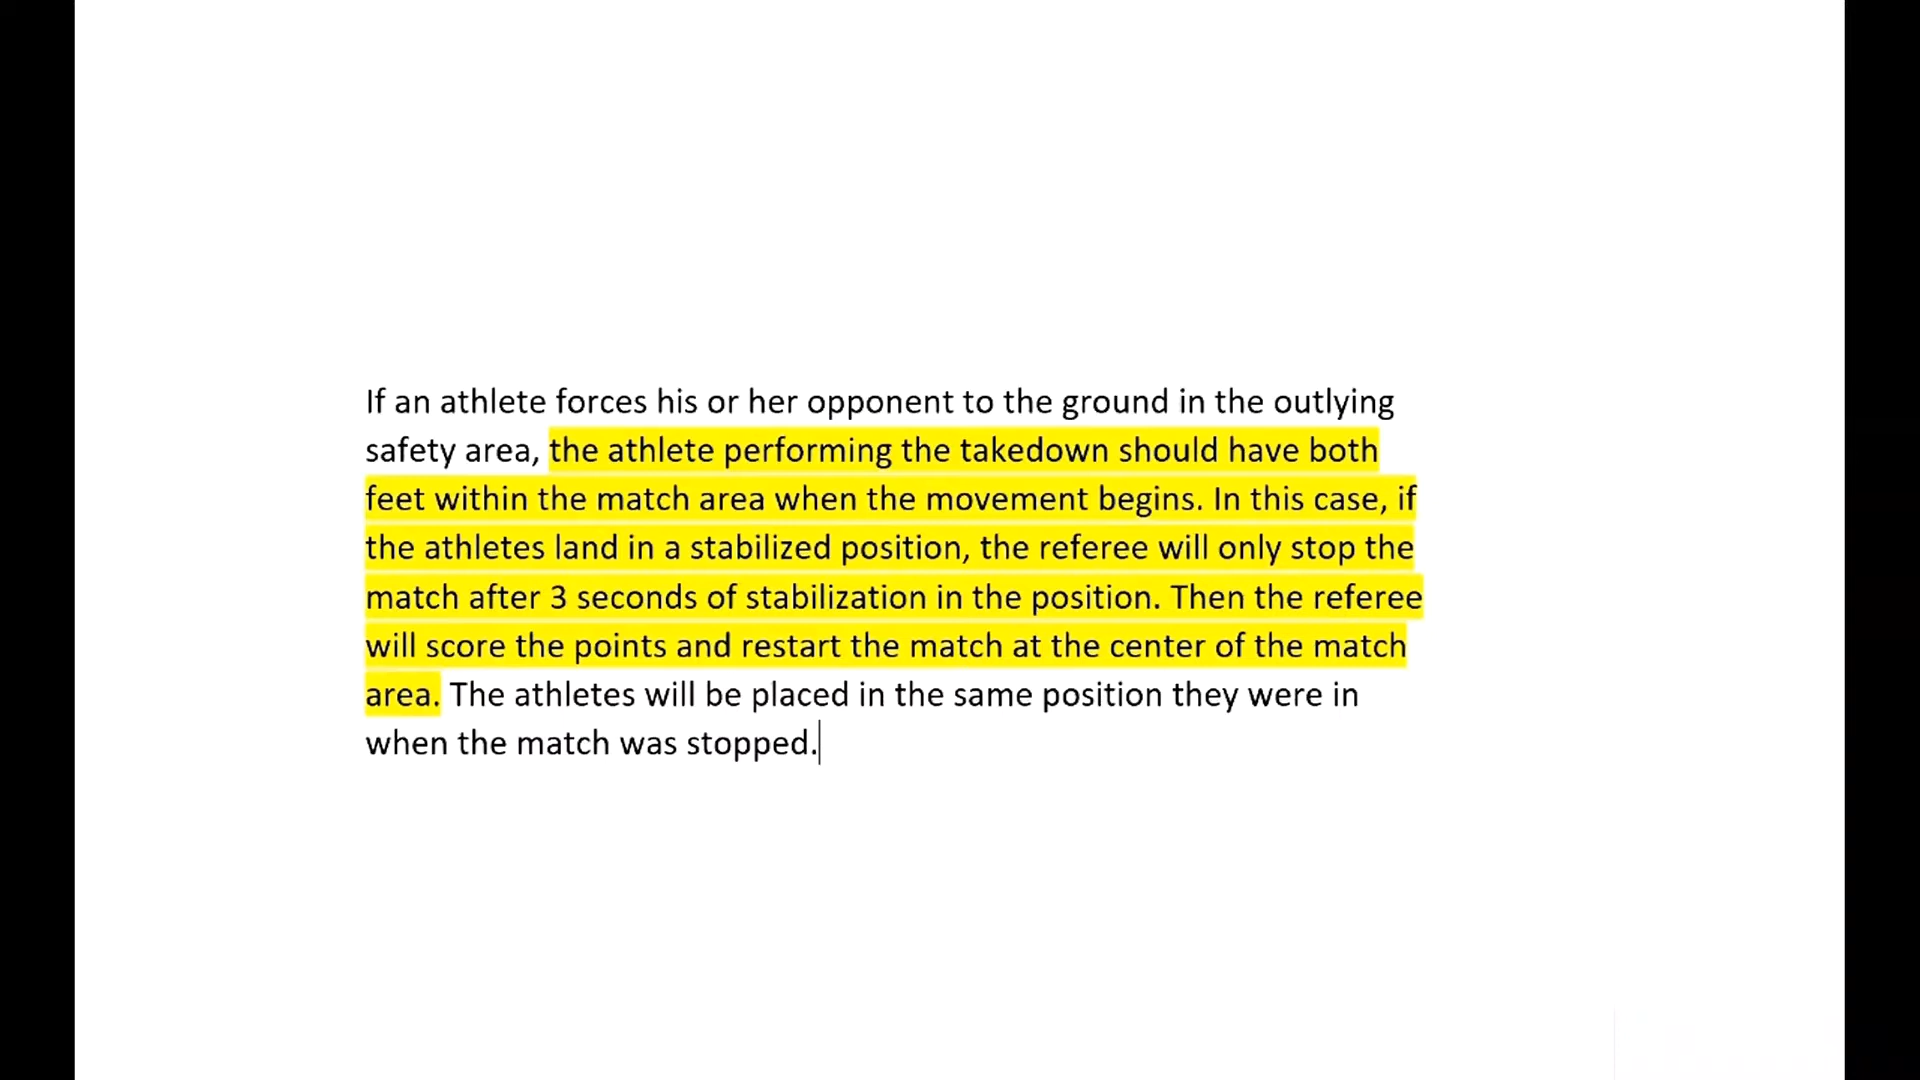 If an athlete forces his or her opponent to the ground in the outlying
safety area, the athlete performing the takedown should have both
feet within the match area when the movement begins. In this case, if
the athletes land in a stabilized position, the referee will only stop the
match after 3 seconds of stabilization in the position. Then the referee
will score the points and restart the match at the center of the match
area. The athletes will be placed in the same position they were in
when the match was stopped.